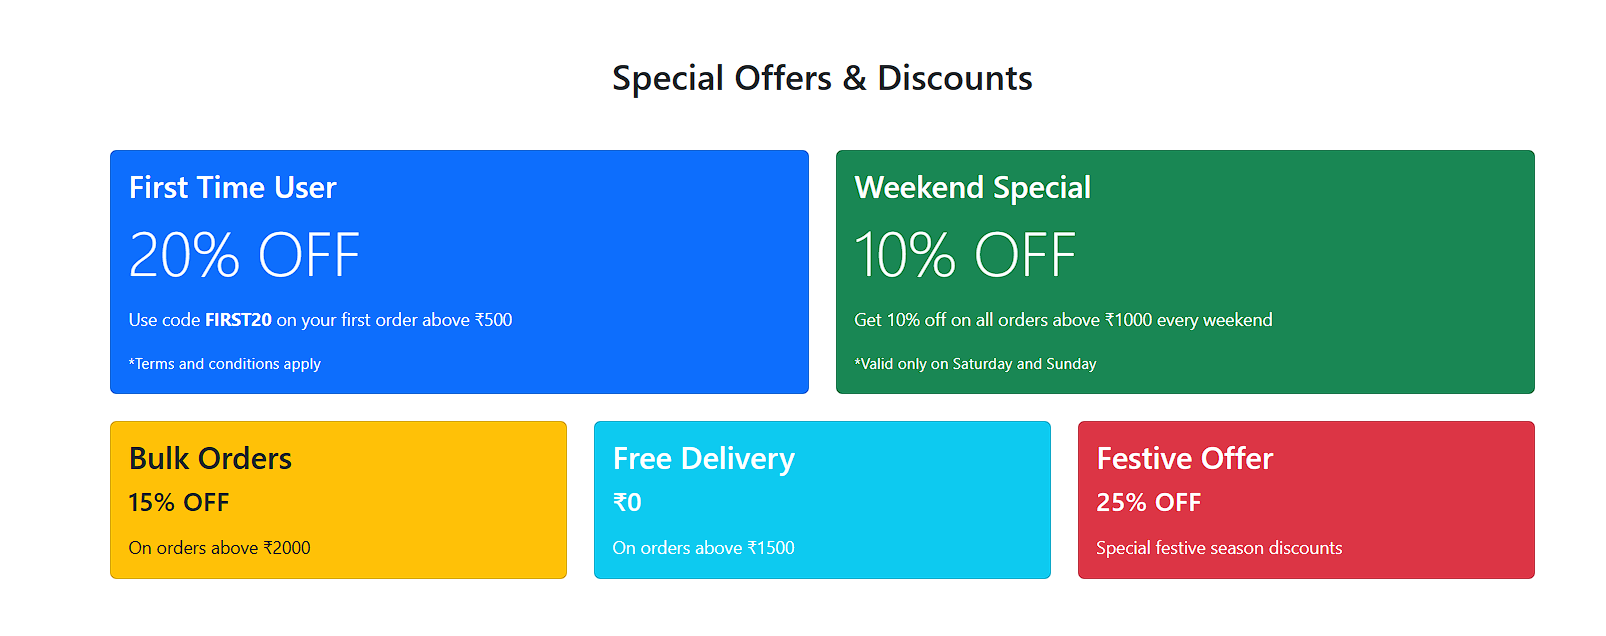 Special Offers & Discounts
First Time User
20% OFF
Use code FIRST20 on your first order above ₹500
*Terms and conditions apply
Weekend Special
10% OFF
Get 10% off on all orders above ₹1000 every weekend
*Valid only on Saturday and Sunday
Bulk Orders
15% OFF
On orders above ₹2000
Free Delivery
₹0
On orders above ₹1500
Festive Offer
25% OFF
Special festive season discounts